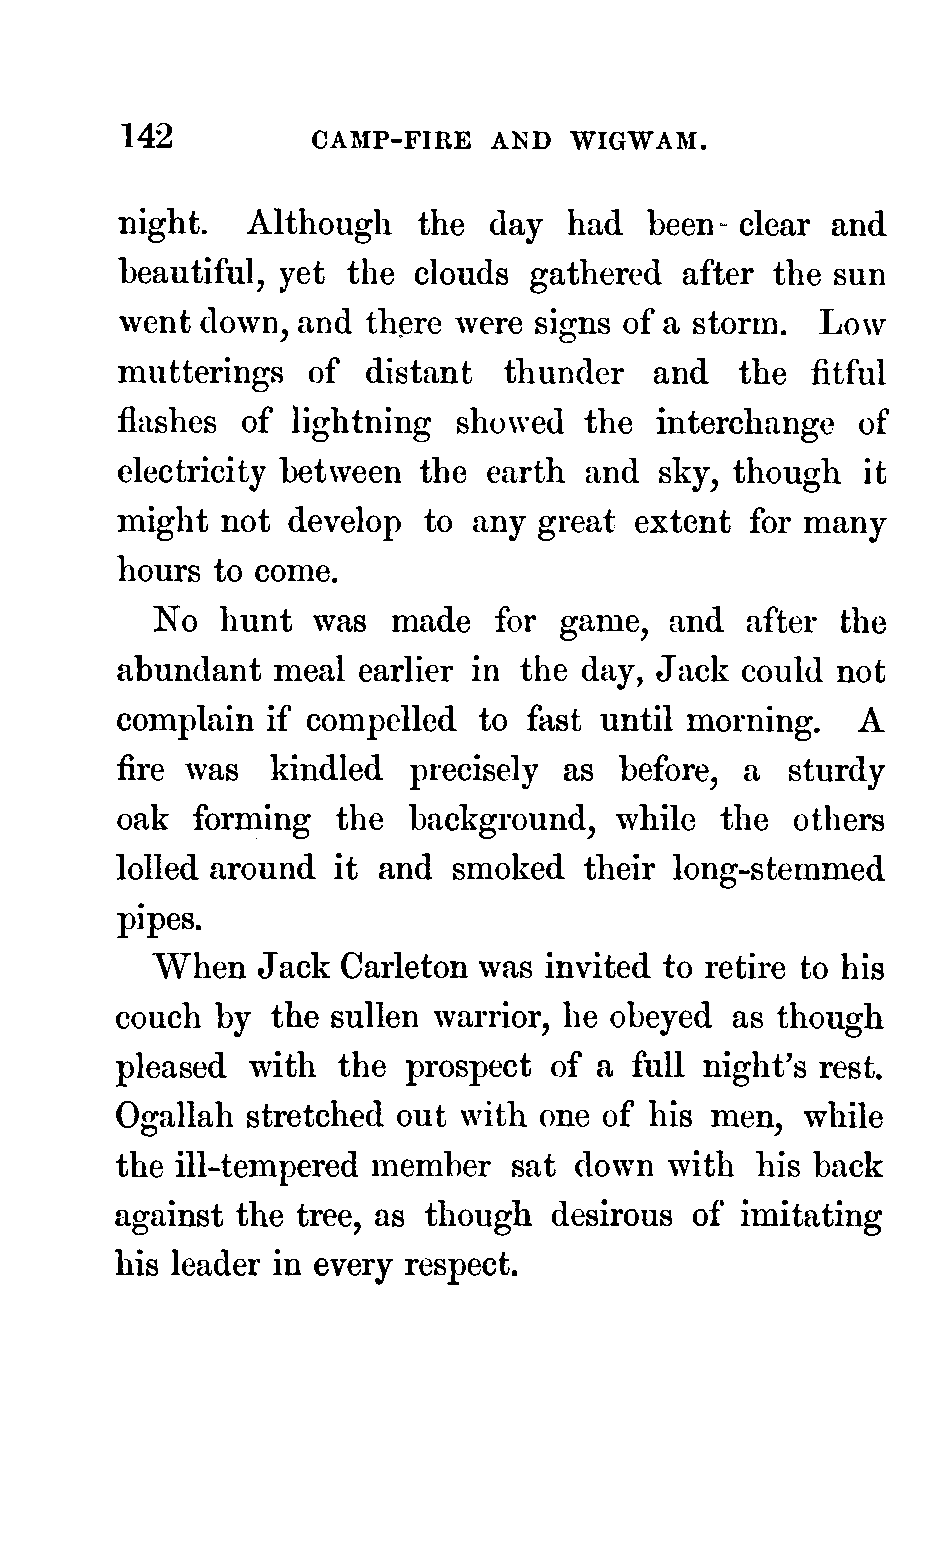 142 CAMP-FIRE AND WIGWAM.
night. Although the day had been clear and
beautiful, yet the clouds gathered after the sun
went down, and there were signs of a storm. Low
mutterings of distant thunder and the fitful
flashes of lightning showed the interchange of
electricity between the earth and sky, though it
might not develop to any great extent for many
hours to come.
No hunt was made for game, and after the
abundant meal earlier in the day, Jack could not
complain if compelled to fast until morning. A
fire was kindled precisely as before, a sturdy
oak forming the background, while the others
lolled around it and smoked their long-stemmed
pipes.
When Jack Carleton was invited to retire to his
couch by the sullen warrior, he obeyed as though
pleased with the prospect of a full night's rest.
Ogallah stretched out with one of his men, while
the ill-tempered member sat down with his back
against the tree, as though desirous of imitating
his leader in every respect.